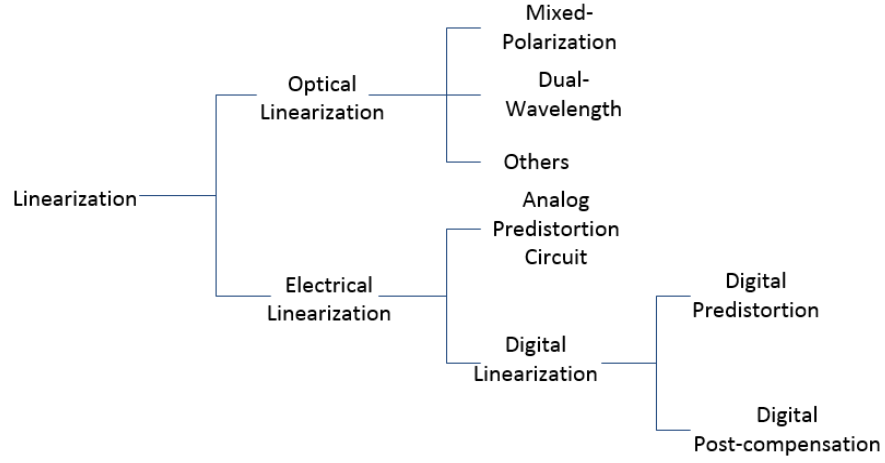 Mixed-
Polarization
Optical
Linearization
Dual-
Wavelength
Others
Linearization
Analog
Predistortion
Circuit
Electrical
Linearization
Digital
Predistortion
Digital
Linearization
Digital
Post-compensation